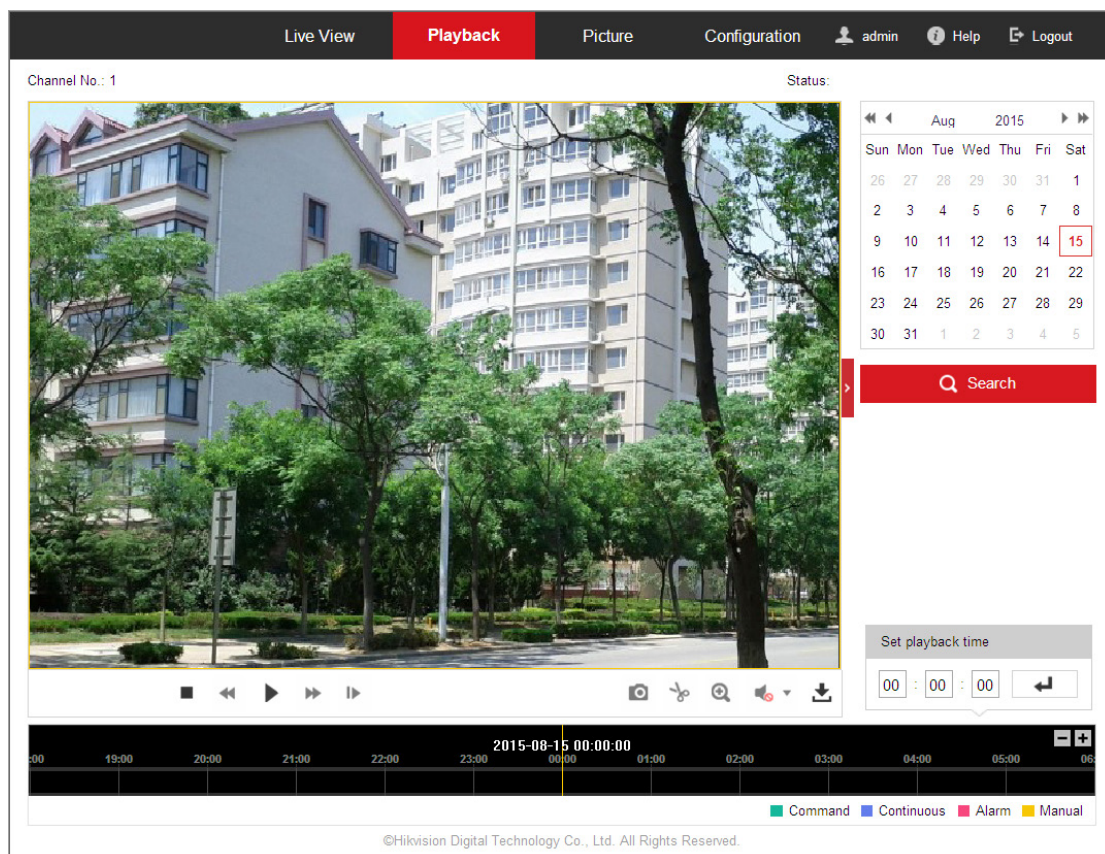 Live View Playback Picture Configuration admin Help Logout
Channel No.: 1 Status:
Aug 2015
Sun Mon Tue Wed Thu Fri Sat
26 27 28 29 30 31 1
2 3 4 5 6 7 8
9 10 11 12 13 14 15
16 17 18 19 20 21 22
23 24 25 26 27 28 29
30 31 1 2 3 4 5
Search
Set playback time
00 : 00 : 00
2015-08-15 00:00:00
:00 19:00 20:00 21:00 22:00 23:00 00:00 01:00 02:00 03:00 04:00 05:00 06:
Command Continuous Alarm Manual
©Hikvision Digital Technology Co., Ltd. All Rights Reserved.